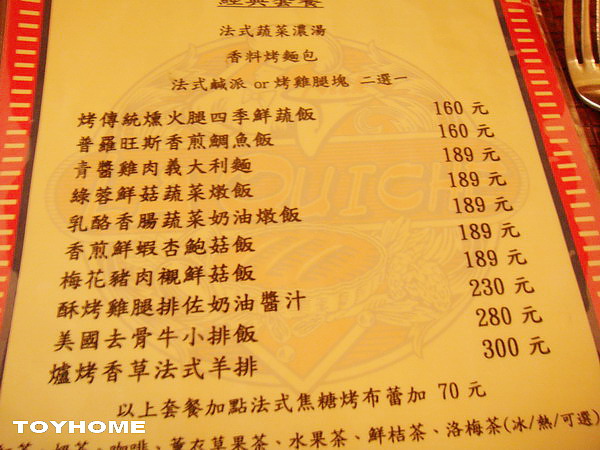 經典套餐
法式蔬菜濃湯
香料烤麵包
法式鹹派 or 烤雞腿塊 二選一
烤傳統燻火腿四季鮮蔬飯 160 元
普羅旺斯香煎鯛魚飯 160 元
青醬雞肉義大利麵 189 元
綠蓉鮮菇蔬菜燉飯 189 元
乳酪香腸蔬菜奶油燉飯 189 元
香煎鮮蝦杏鮑菇飯 189 元
梅花豬肉襯鮮菇飯 189 元
酥烤雞腿排佐奶油醬汁 230 元
美國去骨牛小排飯 280 元
爐烤香草法式羊排 300 元
以上套餐加點法式焦糖烤布蕾加 70 元
紅茶、奶茶、咖啡、薰衣草果茶、水果茶、鮮桔茶、洛梅茶(冰/熱/可選)
TOYHOME